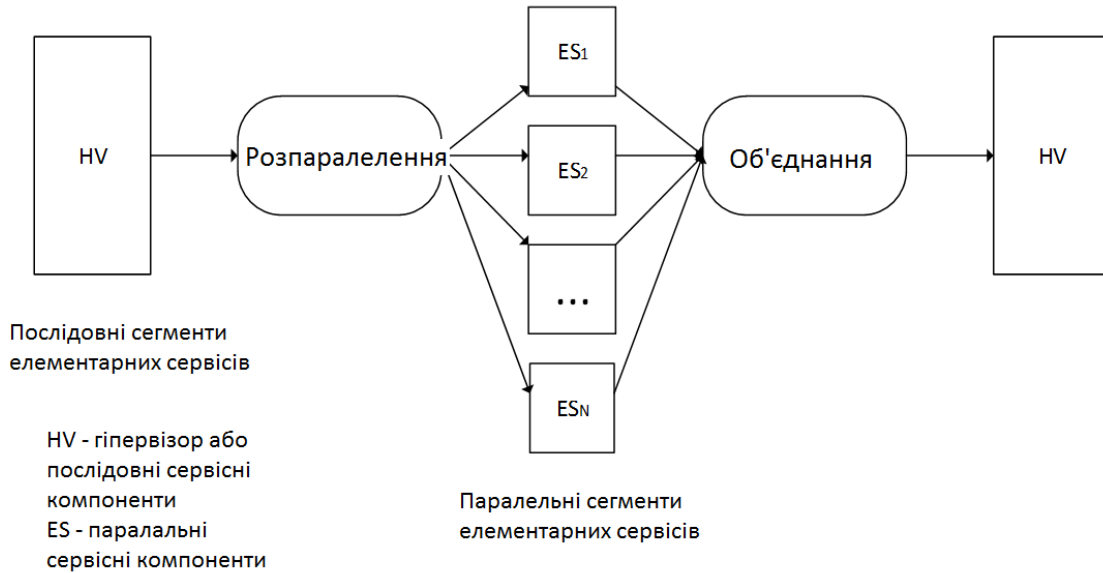 HV
Розпаралелення
ES1
ES2
...
ESN
Об'єднання
HV
Послідовні сегменти
елементарних сервісів
HV - гіпервізор або
послідовні сервісні
компоненти
ES - паралальні
сервісні компоненти
Паралельні сегменти
елементарних сервісів